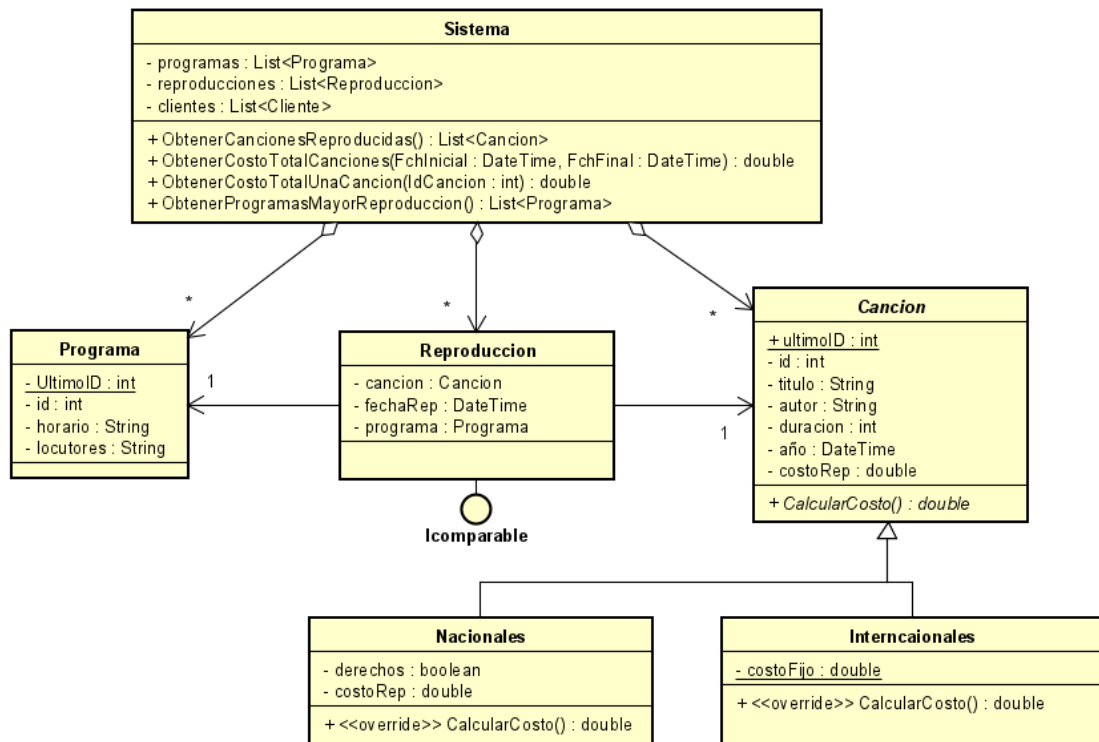 Sistema
- programas : List<Programa>
- reproducciones : List<Reproduccion>
- clientes : List<Cliente>
+ ObtenerCancionesReproducidas() : List<Cancion>
+ ObtenerCostoTotalCanciones(FchInicial : DateTime, FchFinal : DateTime) : double
+ ObtenerCostoTotalUnaCancion(IdCancion : int) : double
+ ObtenerProgramasMayorReproduccion() : List<Programa>
*
*
*
Programa
- UltimoID : int
- id : int
- horario : String
- locutores : String
1
Reproduccion
- cancion : Cancion
- fechaRep : DateTime
- programa : Programa
Icomparable
1
Cancion
+ ultimoID : int
- id : int
- titulo : String
- autor : String
- duracion : int
- año : DateTime
- costoRep : double
+ CalcularCosto() : double
Nacionales
- derechos : boolean
- costoRep : double
+ <<override>> CalcularCosto() : double
Interncaionales
- costoFijo : double
+ <<override>> CalcularCosto() : double